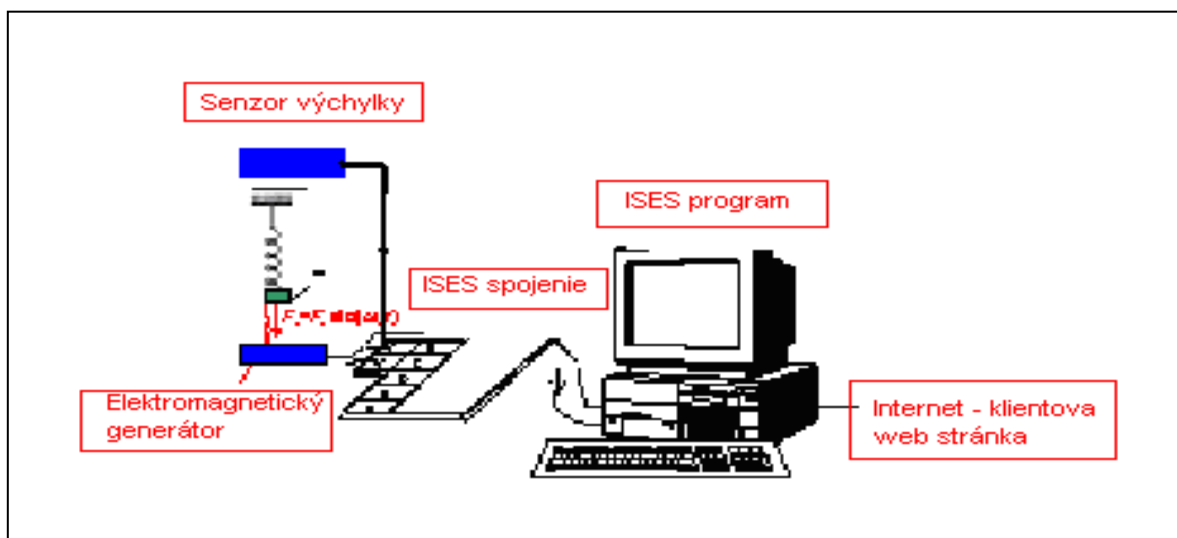 Senzor výchylky
ISES program
ISES spojenie
Elektromagnetický
generátor
Internet - klientova
web stránka